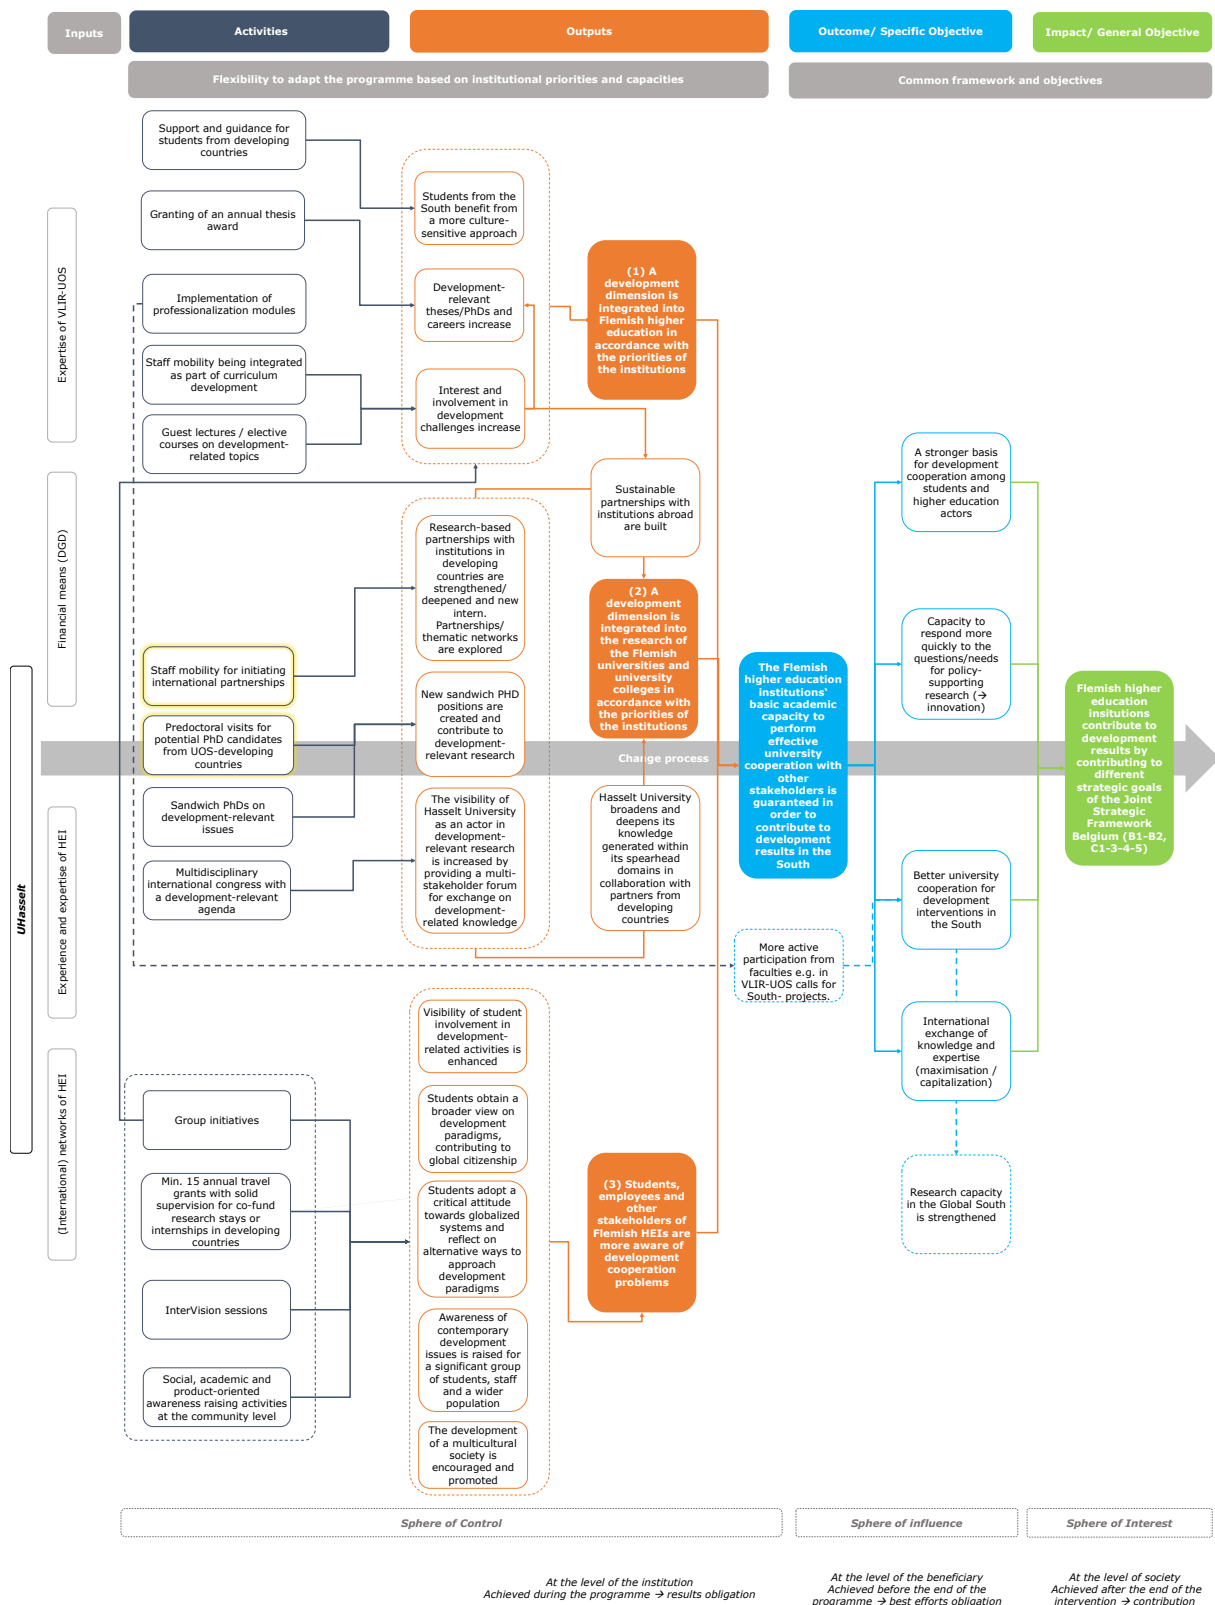 Inputs
Activities
Outputs
Outcome/ Specific Objective
Impact/ General Objective
Flexibility to adapt the programme based on institutional priorities and capacities
Common framework and objectives
UHasselt
Expertise of VLIR-UOS
Financial means (DGD)
Experience and expertise of HEI
(International) networks of HEI
Support and guidance for
students from developing
countries
Granting of an annual thesis
award
Implementation of
professionalization modules
Staff mobility being integrated
as part of curriculum
development
Guest lectures / elective
courses on development-
related topics
Staff mobility for initiating
international partnerships
Predoctoral visits for
potential PhD candidates
from UOS-developing
countries
Sandwich PhDs on
development-relevant
issues
Multidisciplinary
international congress with
a development-relevant
agenda
Group initiatives
Min. 15 annual travel
grants with solid
supervision for co-fund
research stays or
internships in developing
countries
InterVision sessions
Social, academic and
product-oriented
awareness raising activities
at the community level
Students from the
South benefit from
a more culture-
sensitive approach
Development-
relevant
theses/PhDs and
careers increase
Interest and
involvement in
development
challenges increase
Research-based
partnerships with
institutions in
developing
countries are
strengthened/
deepened and new
intern.
Partnerships/
thematic networks
are explored
New sandwich PHD
positions are
created and
contribute to
development-
relevant research
The visibility of
Hasselt University
as an actor in
development-
relevant research
is increased by
providing a multi-
stakeholder forum
for exchange on
development-
related knowledge
Visibility of student
involvement in
development-
related activities is
enhanced
Students obtain a
broader view on
development
paradigms,
contributing to
global citizenship
Students adopt a
critical attitude
towards globalized
systems and
reflect on
alternative ways to
approach
development
paradigms
Awareness of
contemporary
development
issues is raised for
a significant group
of students, staff
and a wider
population
The development
of a multicultural
society is
encouraged and
promoted
(1) A
development
dimension is
integrated into
Flemish higher
education in
accordance with
the priorities of
the institutions
Sustainable
partnerships with
institutions abroad
are built
(2) A
development
dimension is
integrated into
the research of
the Flemish
universities and
university
colleges in
accordance with
the priorities of
the institutions
Change process
Hasselt University
broadens and
deepens its
knowledge
generated within
its spearhead
domains in
collaboration with
partners from
developing
countries
(3) Students,
employees and
other
stakeholders of
Flemish HEIs are
more aware of
development
cooperation
problems
The Flemish
higher education
institutions'
basic academic
capacity to
perform
effective
university
cooperation with
other
stakeholders is
guaranteed in
order to
contribute to
development
results in the
South
More active
participation from
faculties e.g. in
VLIR-UOS calls for
South- projects.
A stronger basis
for development
cooperation among
students and
higher education
actors
Capacity to
respond more
quickly to the
questions/needs
for policy-
supporting
research (→
innovation)
Better university
cooperation for
development
interventions in
the South
International
exchange of
knowledge and
expertise
(maximisation /
capitalization)
Research capacity
in the Global South
is strengthened
Flemish higher
education
insitutions
contribute to
development
results by
contributing to
different
strategic goals
of the Joint
Strategic
Framework
Belgium (B1–B2,
C1–3–4–5)
Sphere of Control
Sphere of influence
Sphere of Interest
At the level of the institution
Achieved during the programme → results obligation
At the level of the beneficiary
Achieved before the end of the
programme → best efforts obligation
At the level of society
Achieved after the end of the
intervention → contribution